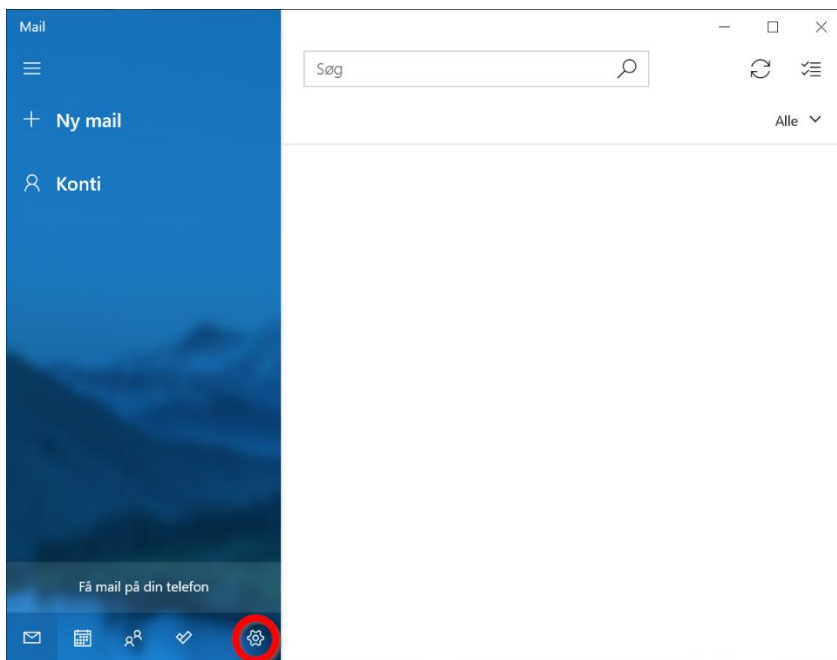 Mail
Søg
Ny mail
Alle
Konti
Få mail på din telefon